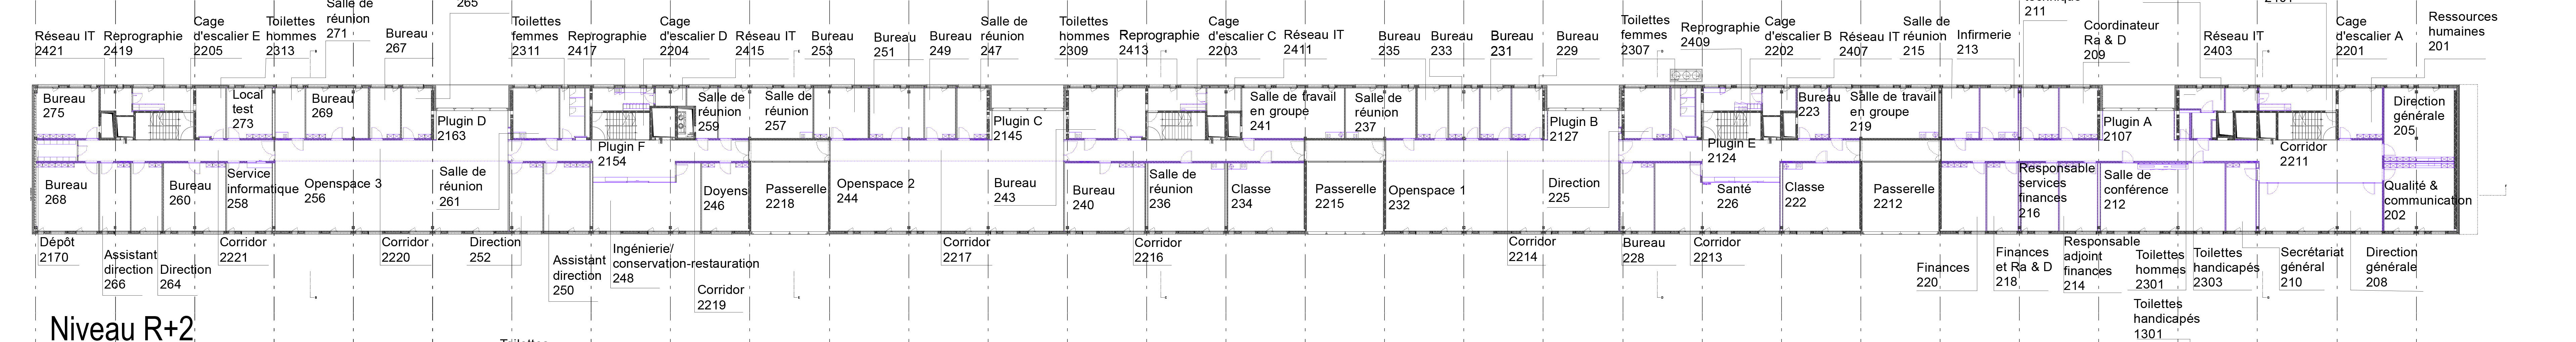 265
technique
211
Réseau IT
2421
Reprographie
2419
Cage
d'escalier E
2205
Toilettes
hommes
2313
Salle de
réunion
271
Bureau
267
Toilettes
femmes
2311
Reprographie
2417
Cage
d'escalier D
2204
Réseau IT
2415
Bureau
253
Bureau
251
Bureau
249
Salle de
réunion
247
Toilettes
hommes
2309
Reprographie
2413
Cage
d'escalier C
2203
Réseau IT
2411
Bureau
235
Bureau
233
Bureau
231
Bureau
229
Toilettes
femmes
2307
Reprographie
2409
Cage
d'escalier B
2202
Réseau IT
2407
Salle de
réunion
215
Infirmerie
213
Coordinateur
Ra & D
209
Réseau IT
2403
Cage
d'escalier A
2201
Ressources
humaines
201
Bureau
275
Local
test
273
Bureau
269
Plugin D
2163
Plugin F
2154
Salle de
réunion
259
Salle de
réunion
257
Plugin C
2145
Salle de travail
en groupe
241
Salle de
réunion
237
Plugin B
2127
Plugin E
2124
Bureau
223
Salle de travail
en groupe
219
Plugin A
2107
Corridor
2211
Direction
générale
205
Bureau
268
Bureau
260
Service
informatique
258
Openspace 3
256
Salle de
réunion
261
Doyens
246
Passerelle
2218
Openspace 2
244
Bureau
243
Bureau
240
Salle de
réunion
236
Classe
234
Passerelle
2215
Openspace 1
232
Direction
225
Santé
226
Classe
222
Passerelle
2212
Responsable
services
finances
216
Salle de
conférence
212
Qualité &
communication
202
Dépôt
2170
Assistant
direction
266
Direction
264
Corridor
2221
Corridor
2220
Direction
252
Assistant
direction
250
Ingénierie/
conservation-restauration
248
Corridor
2219
Corridor
2217
Corridor
2216
Corridor
2214
Bureau
228
Corridor
2213
Finances
220
Finances
et Ra & D
218
Responsable
adjoint
finances
214
Toilettes
hommes
2301
Toilettes
handicapés
2303
Secrétariat
général
210
Direction
générale
208
Toilettes
handicapés
1301
Niveau R+2